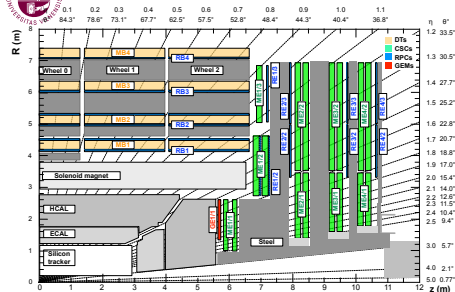 0.1 0.2 0.3 0.4 0.5 0.6 0.7 0.8 0.9 1.0 1.1
84.3° 78.6° 73.1° 67.7° 62.5° 57.5° 52.8° 48.4° 44.3° 40.4° 36.8°
η θ°
R (m)
8
7
6
5
4
3
2
1
0
DTs
CSCs
RPCs
GEMs
Wheel 0
Wheel 1
Wheel 2
MB4
MB3
MB2
MB1
RB4
RB3
RB2
RB1
Solenoid magnet
HCAL
ECAL
Silicon
tracker
Steel
GE1/1
ME1/1
ME1/2
ME1/3
RE1/2
RE1/3
ME2/1
ME2/2
RE2/2
RE2/3
ME3/1
ME3/2
RE3/2
RE3/3
ME4/1
ME4/2
RE4/2
RE4/3
1.2 33.5°
1.3 30.5°
1.4 27.7°
1.5 25.2°
1.6 22.8°
1.7 20.7°
1.8 18.8°
1.9 17.0°
2.0 15.4°
2.1 14.0°
2.2 12.6°
2.3 11.5°
2.4 10.4°
2.5 9.4°
3.0 5.7°
4.0 2.1°
5.0 0.77°
0 1 2 3 4 5 6 7 8 9 10 11 12
z (m)